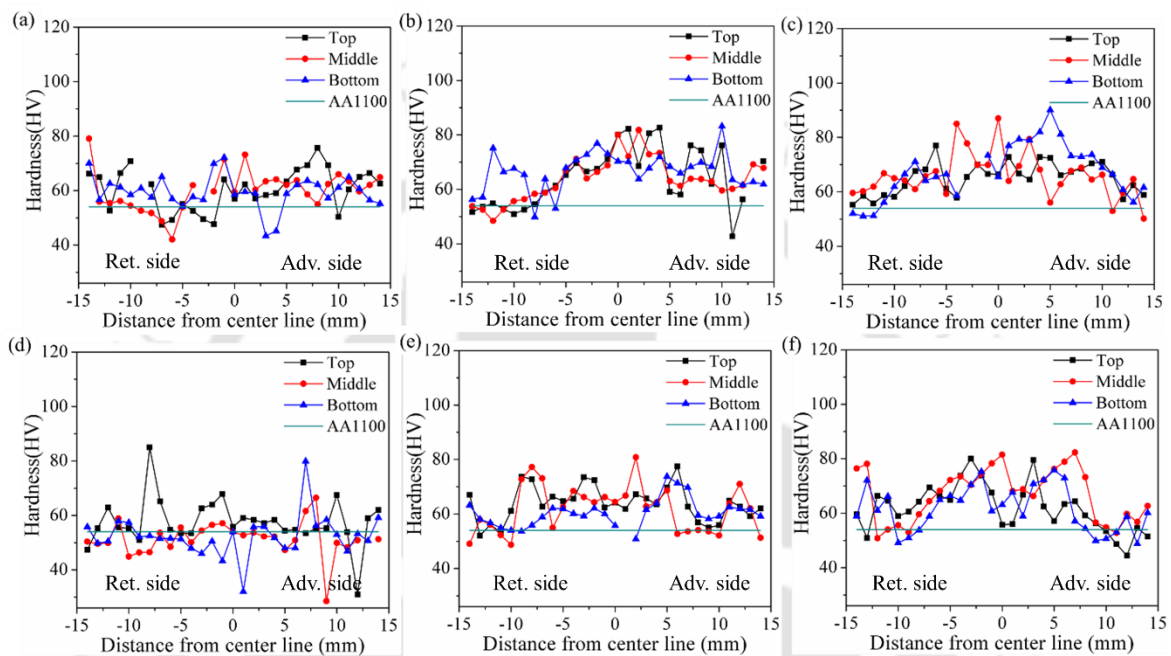 (a)
Top
Middle
Bottom
AA1100
Ret. side
Adv. side
120
100
80
60
40
Hardness(HV)
-15 -10 -5 0 5 10 15
Distance from center line (mm)
(b)
Top
Middle
Bottom
AA1100
Ret. side
Adv. side
120
100
80
60
40
Hardness(HV)
-15 -10 -5 0 5 10 15
Distance from center line (mm)
(c)
Top
Middle
Bottom
AA1100
Ret. side
Adv. side
120
100
80
60
40
Hardness(HV)
-15 -10 -5 0 5 10 15
Distance from center line (mm)
(d)
Top
Middle
Bottom
AA1100
Ret. side
Adv. side
120
100
80
60
40
Hardness(HV)
-15 -10 -5 0 5 10 15
Distance from center line (mm)
(e)
Top
Middle
Bottom
AA1100
Ret. side
Adv. side
120
100
80
60
40
Hardness(HV)
-15 -10 -5 0 5 10 15
Distance from center line (mm)
(f)
Top
Middle
Bottom
AA1100
Ret. side
Adv. side
120
100
80
60
40
Hardness(HV)
-15 -10 -5 0 5 10 15
Distance from center line (mm)